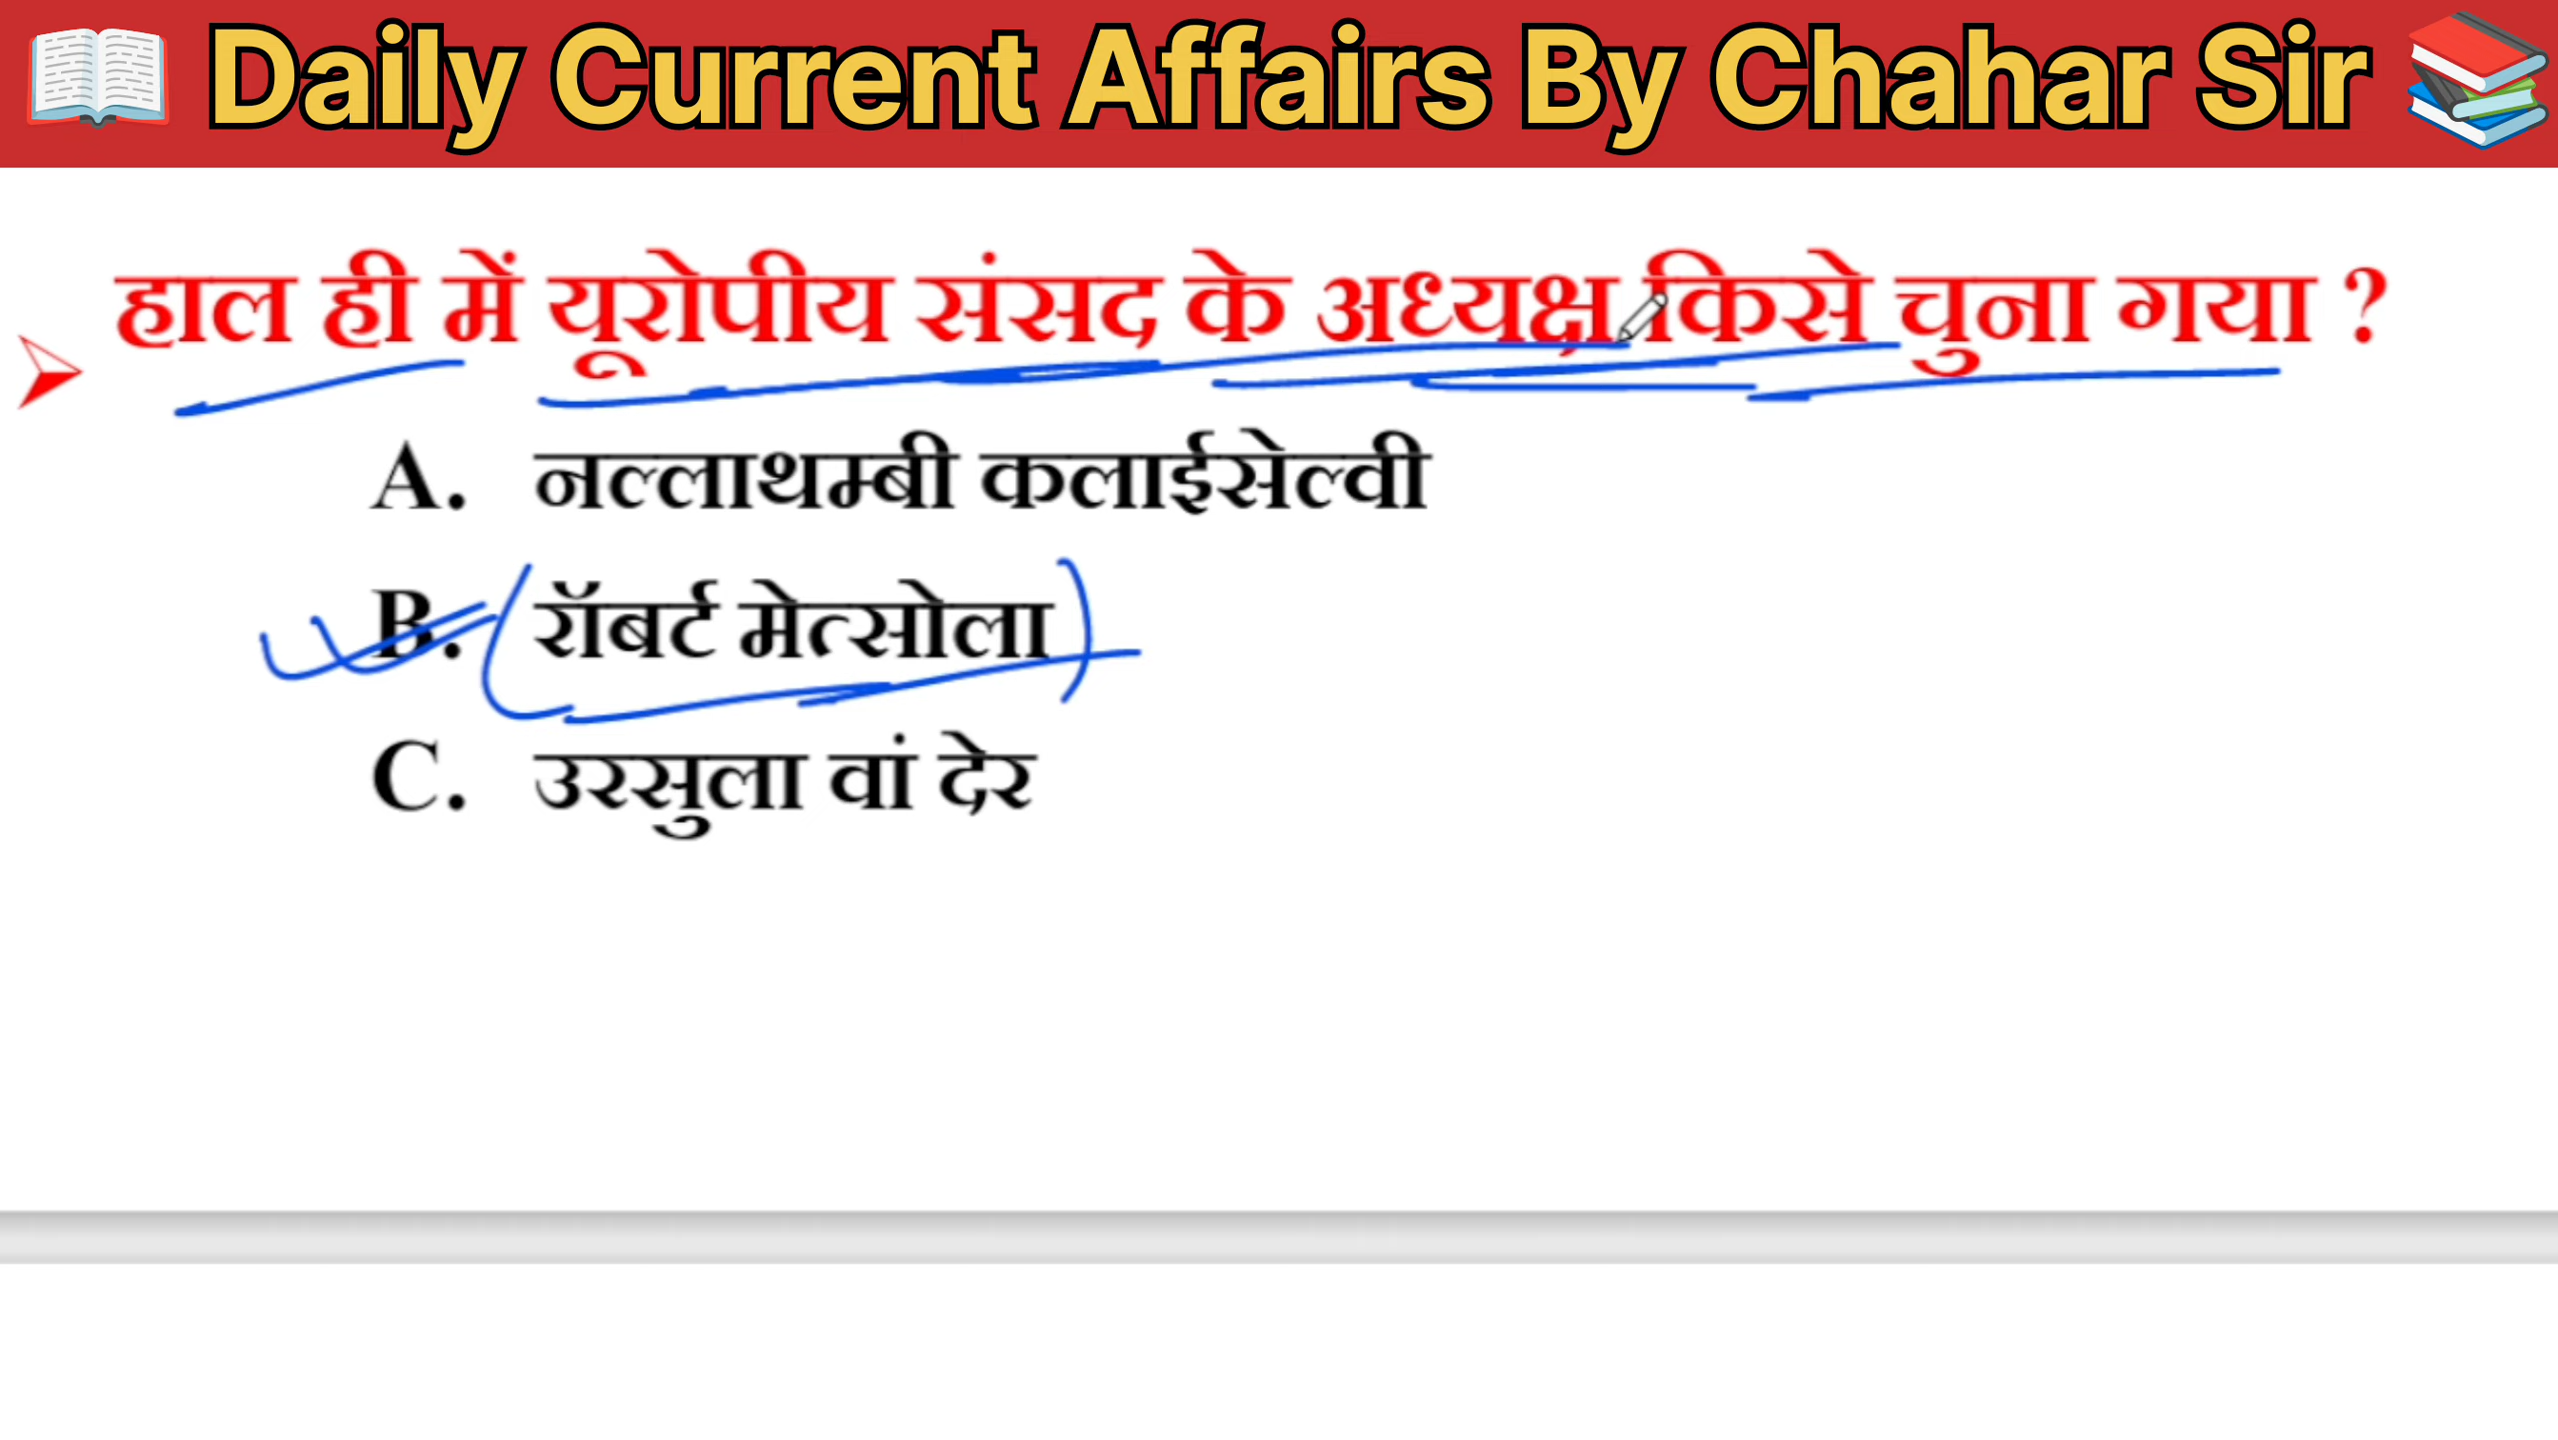 📖 Daily Current Affairs By Chahar Sir 📚
➢ हाल ही में यूरोपीय संसद के अध्यक्ष किसे चुना गया ?
A. नल्लाथम्बी कलाईसेल्वी
B. रॉबर्ट मेत्सोला
C. उरसुला वां देर